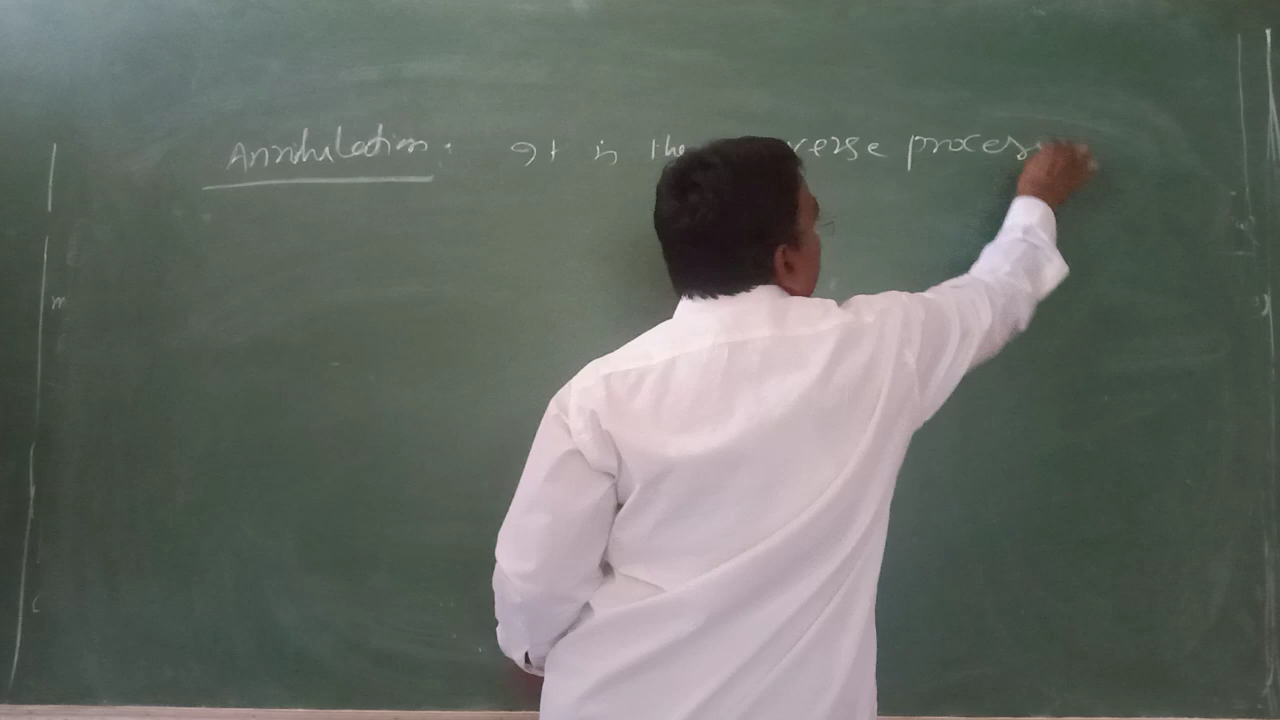 Annihilation. It is the verse proces
m